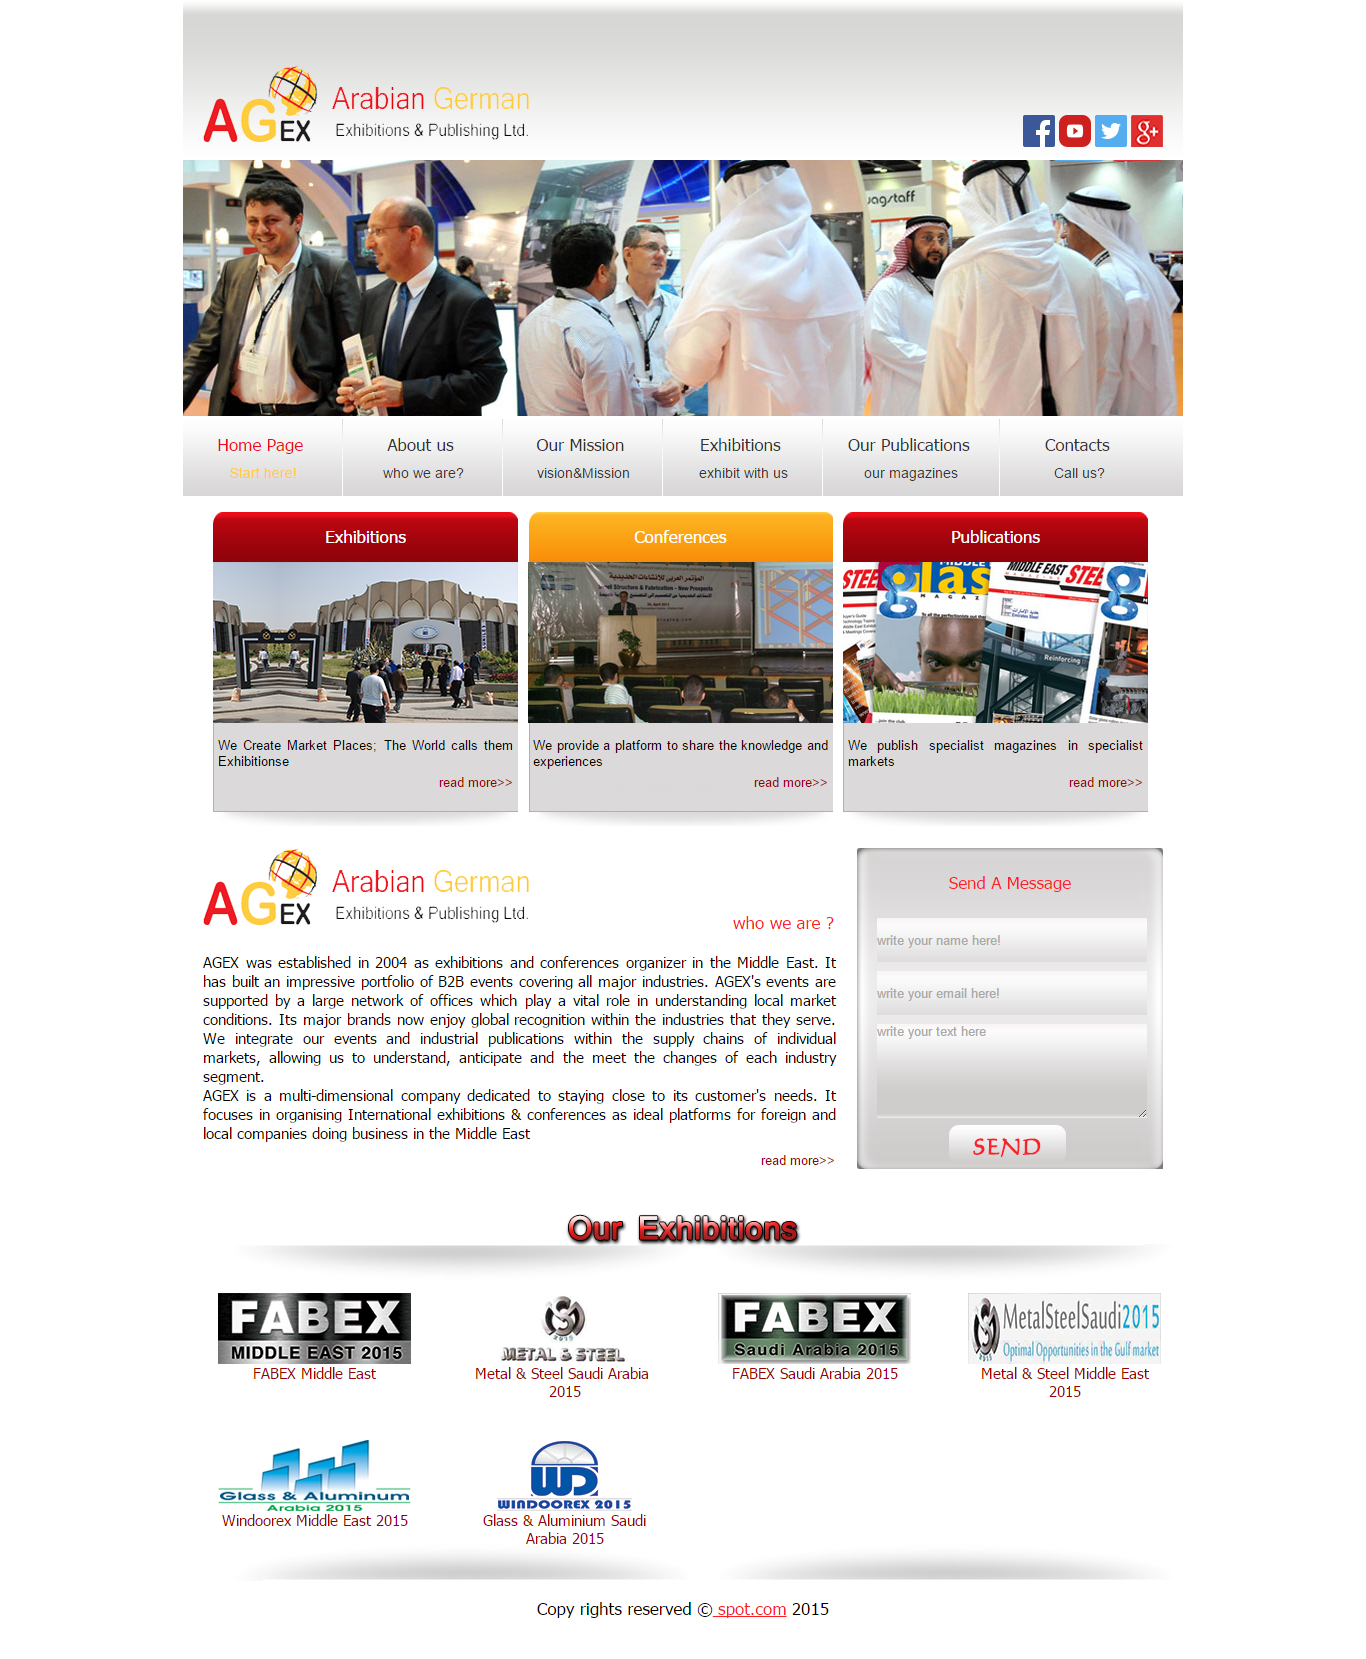 AGEX Arabian German
Exhibitions & Publishing Ltd.
agstaff
Home Page
Start here!
About us
who we are?
Our Mission
vision&Mission
Exhibitions
exhibit with us
Our Publications
our magazines
Contacts
Call us?
Exhibitions
Conferences
Publications
STEEL
MIDDLE EAST
glas
MAGAZINE
MIDDLE EAST STEEL
Reinforcing
We Create Market Places; The World calls them
Exhibitionse
read more>>
We provide a platform to share the knowledge and
experiences
read more>>
We publish specialist magazines in specialist
markets
read more>>
AGEX Arabian German
Exhibitions & Publishing Ltd.
who we are ?
AGEX was established in 2004 as exhibitions and conferences organizer in the Middle East. It
has built an impressive portfolio of B2B events covering all major industries. AGEX's events are
supported by a large network of offices which play a vital role in understanding local market
conditions. Its major brands now enjoy global recognition within the industries that they serve.
We integrate our events and industrial publications within the supply chains of individual
markets, allowing us to understand, anticipate and the meet the changes of each industry
segment.
AGEX is a multi-dimensional company dedicated to staying close to its customer's needs. It
focuses in organising International exhibitions & conferences as ideal platforms for foreign and
local companies doing business in the Middle East
read more>>
Send A Message
write your name here!
write your email here!
write your text here
SEND
Our Exhibitions
FABEX
MIDDLE EAST 2015
FABEX Middle East
METAL & STEEL
Metal & Steel Saudi Arabia
2015
FABEX
Saudi Arabia 2015
FABEX Saudi Arabia 2015
MetalSteelSaudi2015
Optimal Opportunities in the Gulf market
Metal & Steel Middle East
2015
Glass & Aluminum
Arabia 2015
Windoorex Middle East 2015
WD
WINDOOREX 2015
Glass & Aluminium Saudi
Arabia 2015
Copy rights reserved © spot.com 2015